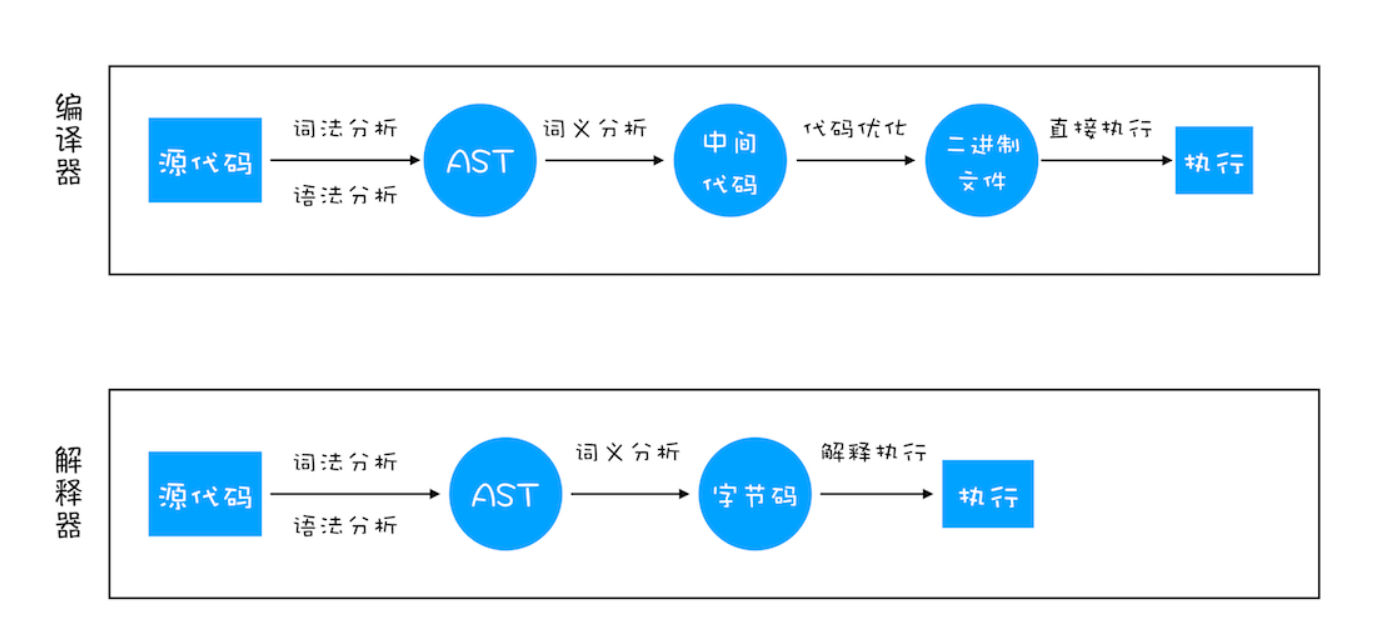 编译器
源代码
词法分析
语法分析
AST
词义分析
中间
代码
代码优化
二进制
文件
直接执行
执行
解释器
源代码
词法分析
语法分析
AST
词义分析
字节码
解释执行
执行